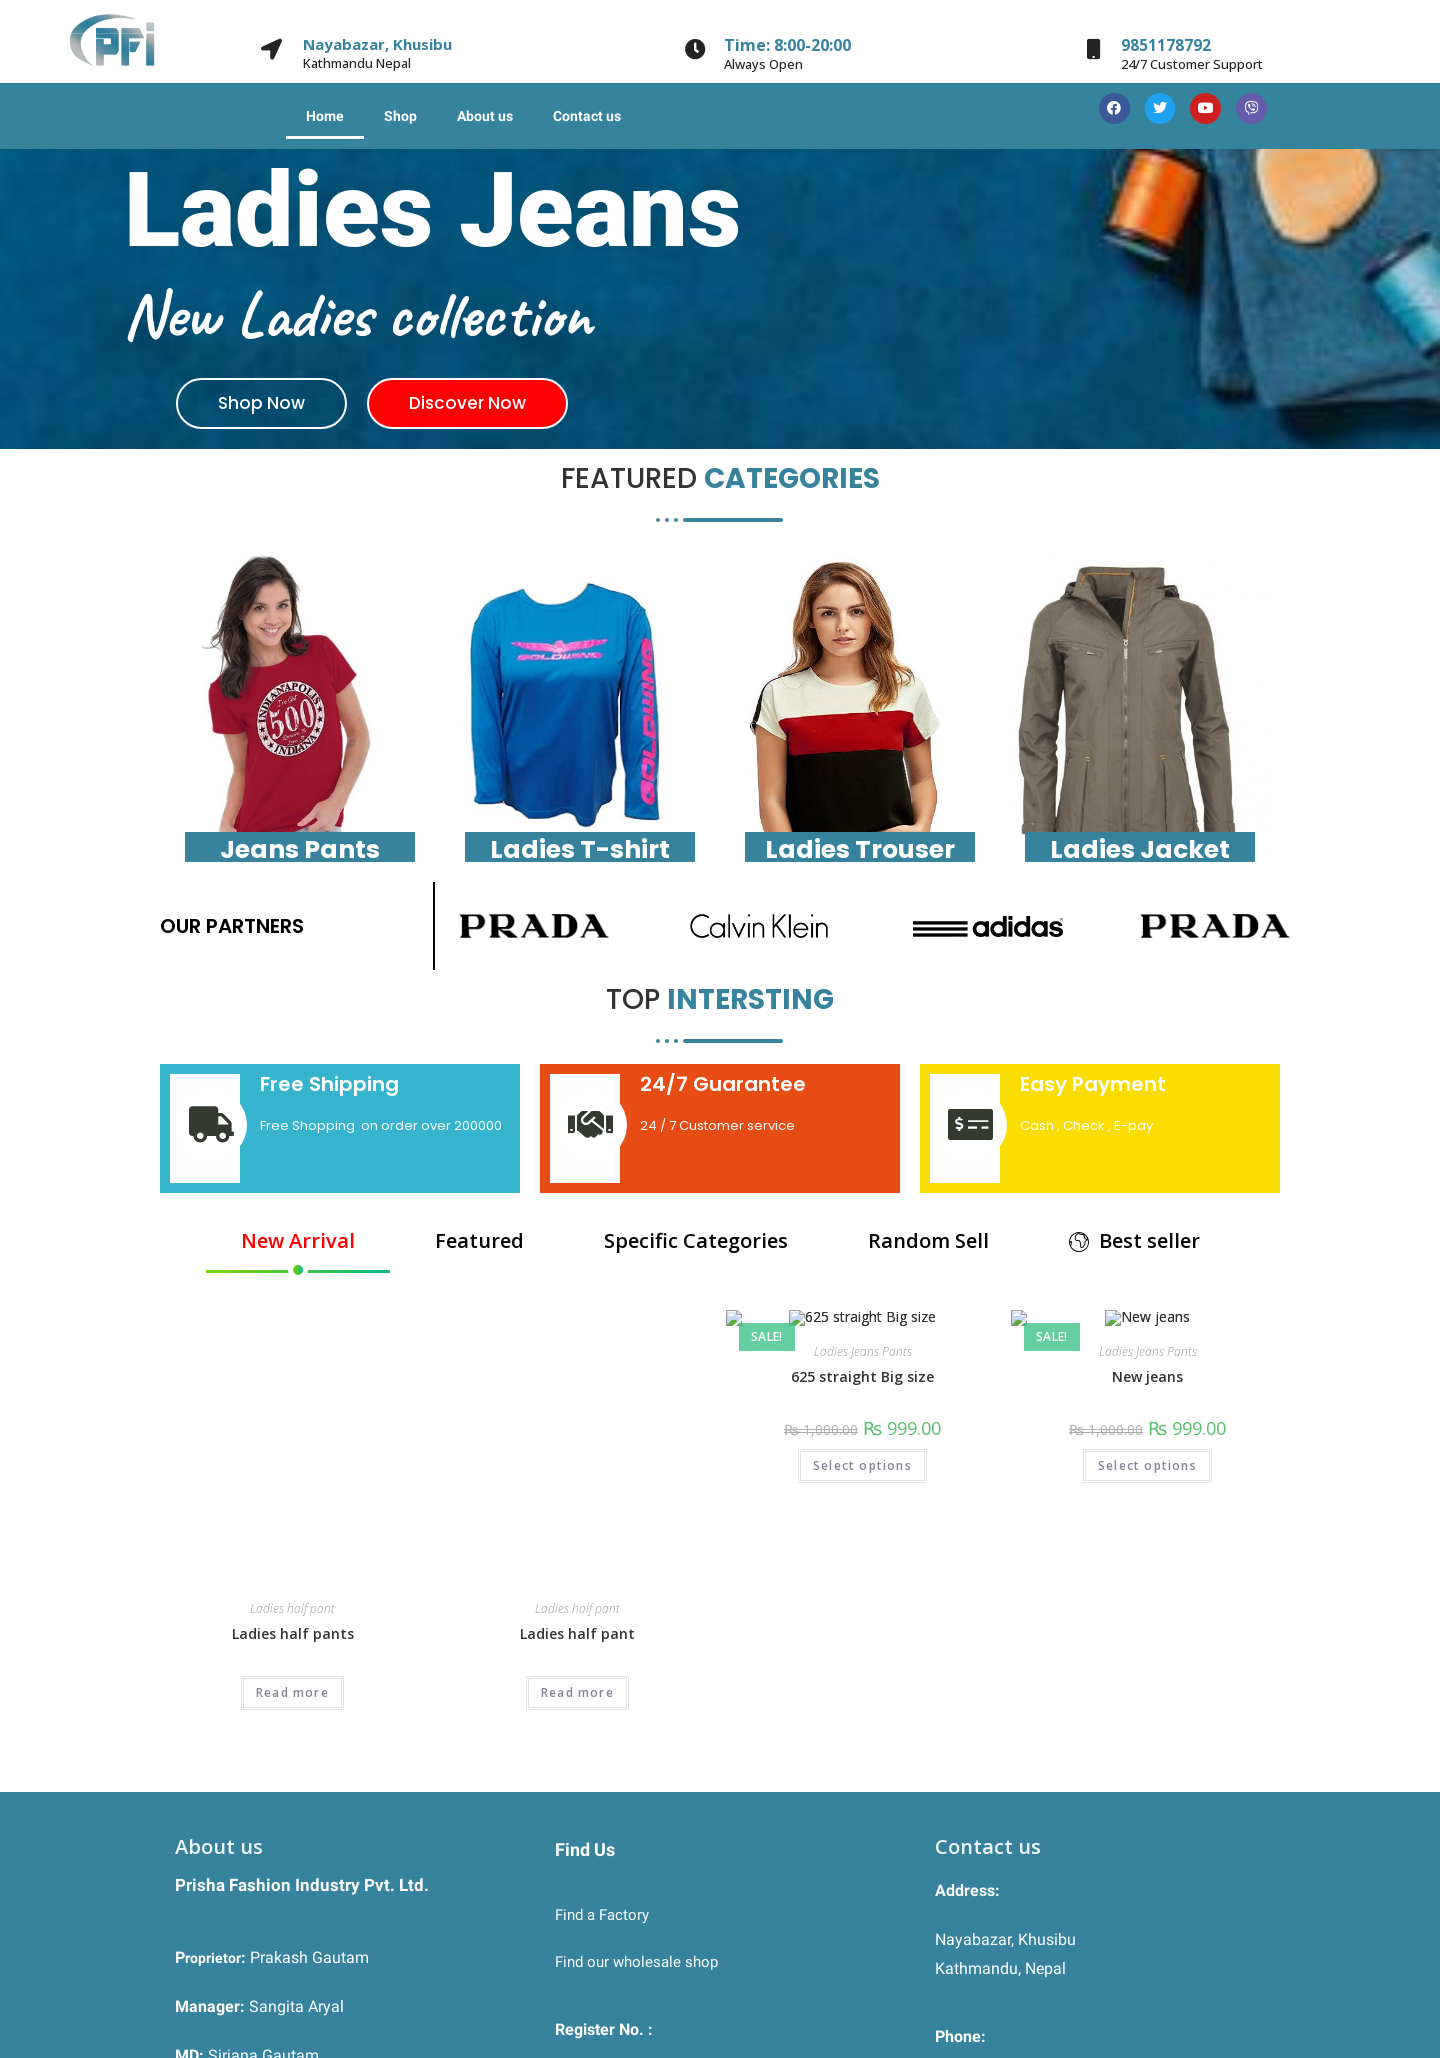 PFi
Nayabazar, Khusibu
Kathmandu Nepal
Time: 8:00-20:00
Always Open
9851178792
24/7 Customer Support
Home
Shop
About us
Contact us
Ladies Jeans
New Ladies collection
Shop Now
Discover Now
FEATURED CATEGORIES
INDIANAPOLIS
500
INDIANA
GOLDWING
GOLDWING
Jeans Pants
Ladies T-shirt
Ladies Trouser
Ladies Jacket
OUR PARTNERS
PRADA
Calvin Klein
adidas
PRADA
TOP INTERSTING
Free Shipping
Free Shopping  on order over 200000
24/7 Guarantee
24 / 7 Customer service
Easy Payment
Cash , Check , E-pay
New Arrival
Featured
Specific Categories
Random Sell
Best seller
625 straight Big size
SALE!
Ladies Jeans Pants
625 straight Big size
₨ 1,000.00 ₨ 999.00
Select options
New jeans
SALE!
Ladies Jeans Pants
New jeans
₨ 1,000.00 ₨ 999.00
Select options
Ladies half pant
Ladies half pants
Read more
Ladies half pant
Ladies half pant
Read more
About us
Prisha Fashion Industry Pvt. Ltd.
Proprietor: Prakash Gautam
Manager: Sangita Aryal
MD: Sirjana Gautam
Find Us
Find a Factory
Find our wholesale shop
Register No. :
Contact us
Address:
Nayabazar, Khusibu
Kathmandu, Nepal
Phone: